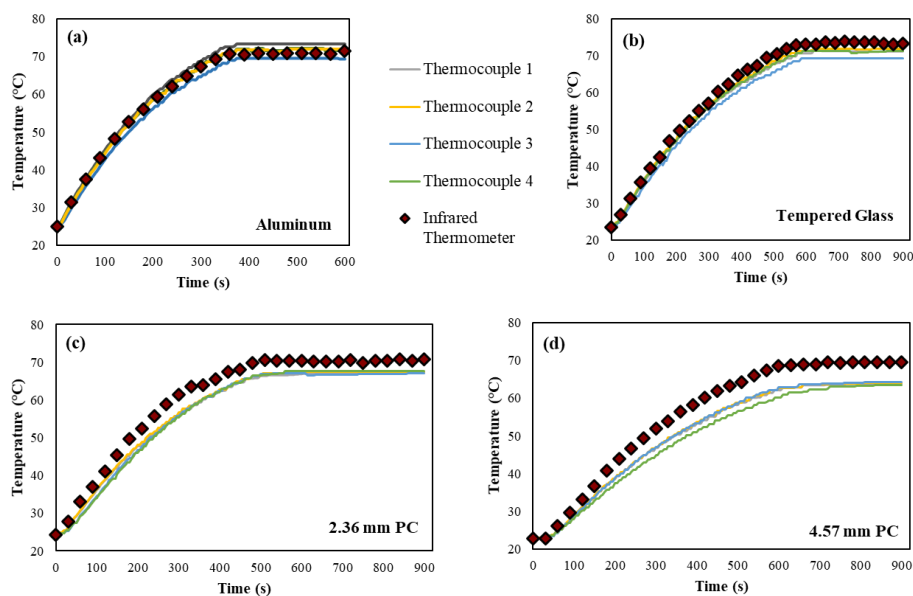 (a)
Temperature (°C)
80
70
60
50
40
30
20
0 100 200 300 400 500 600
Time (s)
Aluminum
Thermocouple 1
Thermocouple 2
Thermocouple 3
Thermocouple 4
Infrared
Thermometer
(b)
Temperature (°C)
80
70
60
50
40
30
20
0 100 200 300 400 500 600 700 800 900
Time (s)
Tempered Glass
(c)
Temperature (°C)
80
70
60
50
40
30
20
0 100 200 300 400 500 600 700 800 900
Time (s)
2.36 mm PC
(d)
Temperature (°C)
80
70
60
50
40
30
20
0 100 200 300 400 500 600 700 800 900
Time (s)
4.57 mm PC